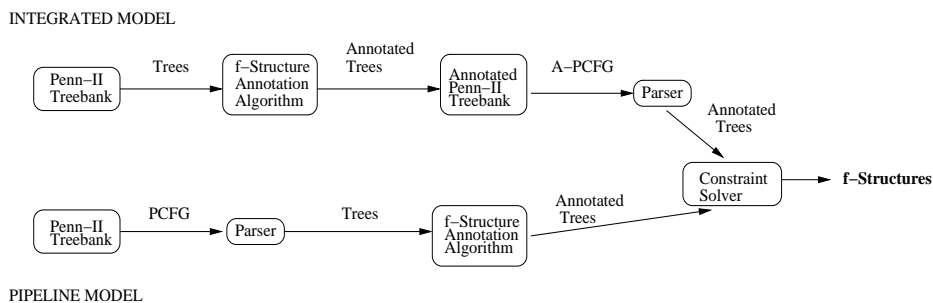 INTEGRATED MODEL
Penn−II
Treebank
Trees
f−Structure
Annotation
Algorithm
Annotated
Trees
Annotated
Penn−II
Treebank
A−PCFG
Parser
Annotated
Trees
Constraint
Solver
f−Structures
Penn−II
Treebank
PCFG
Parser
Trees
f−Structure
Annotation
Algorithm
Annotated
Trees
PIPELINE MODEL